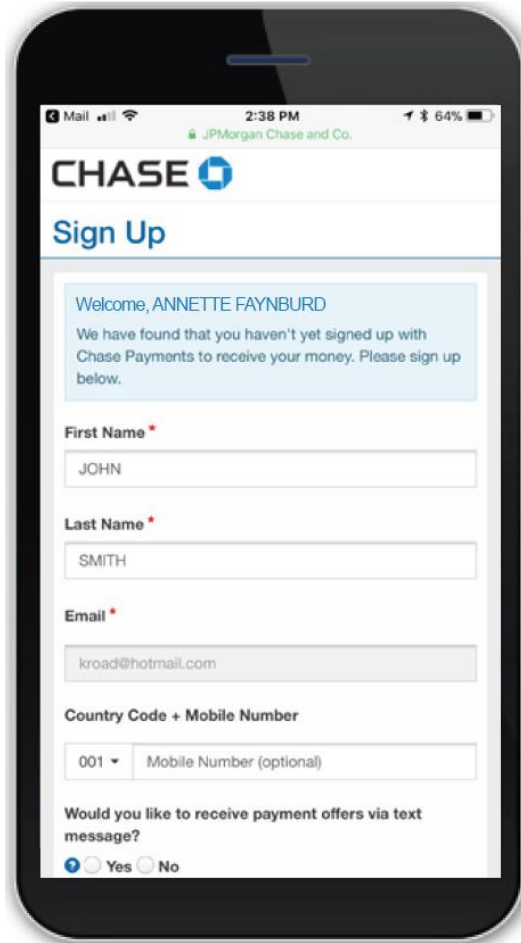 Mail 2:38 PM 64%
JPMorgan Chase and Co.
CHASE
Sign Up
Welcome, ANNETTE FAYNBURD
We have found that you haven't yet signed up with
Chase Payments to receive your money. Please sign up
below.
First Name *
JOHN
Last Name *
SMITH
Email *
kroad@hotmail.com
Country Code + Mobile Number
001 Mobile Number (optional)
Would you like to receive payment offers via text
message?
? Yes No